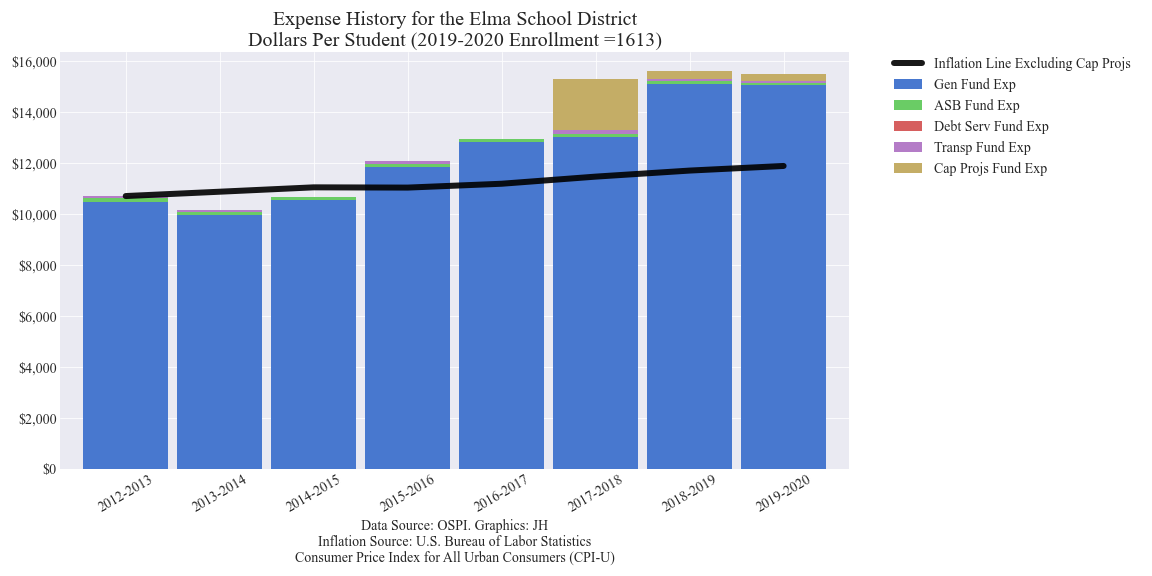 Expense History for the Elma School District
Dollars Per Student (2019-2020 Enrollment =1613)
$16,000
$14,000
$12,000
$10,000
$8,000
$6,000
$4,000
$2,000
$0
2012-2013
2013-2014
2014-2015
2015-2016
2016-2017
2017-2018
2018-2019
2019-2020
Inflation Line Excluding Cap Projs
Gen Fund Exp
ASB Fund Exp
Debt Serv Fund Exp
Transp Fund Exp
Cap Projs Fund Exp
Data Source: OSPI. Graphics: JH
Inflation Source: U.S. Bureau of Labor Statistics
Consumer Price Index for All Urban Consumers (CPI-U)